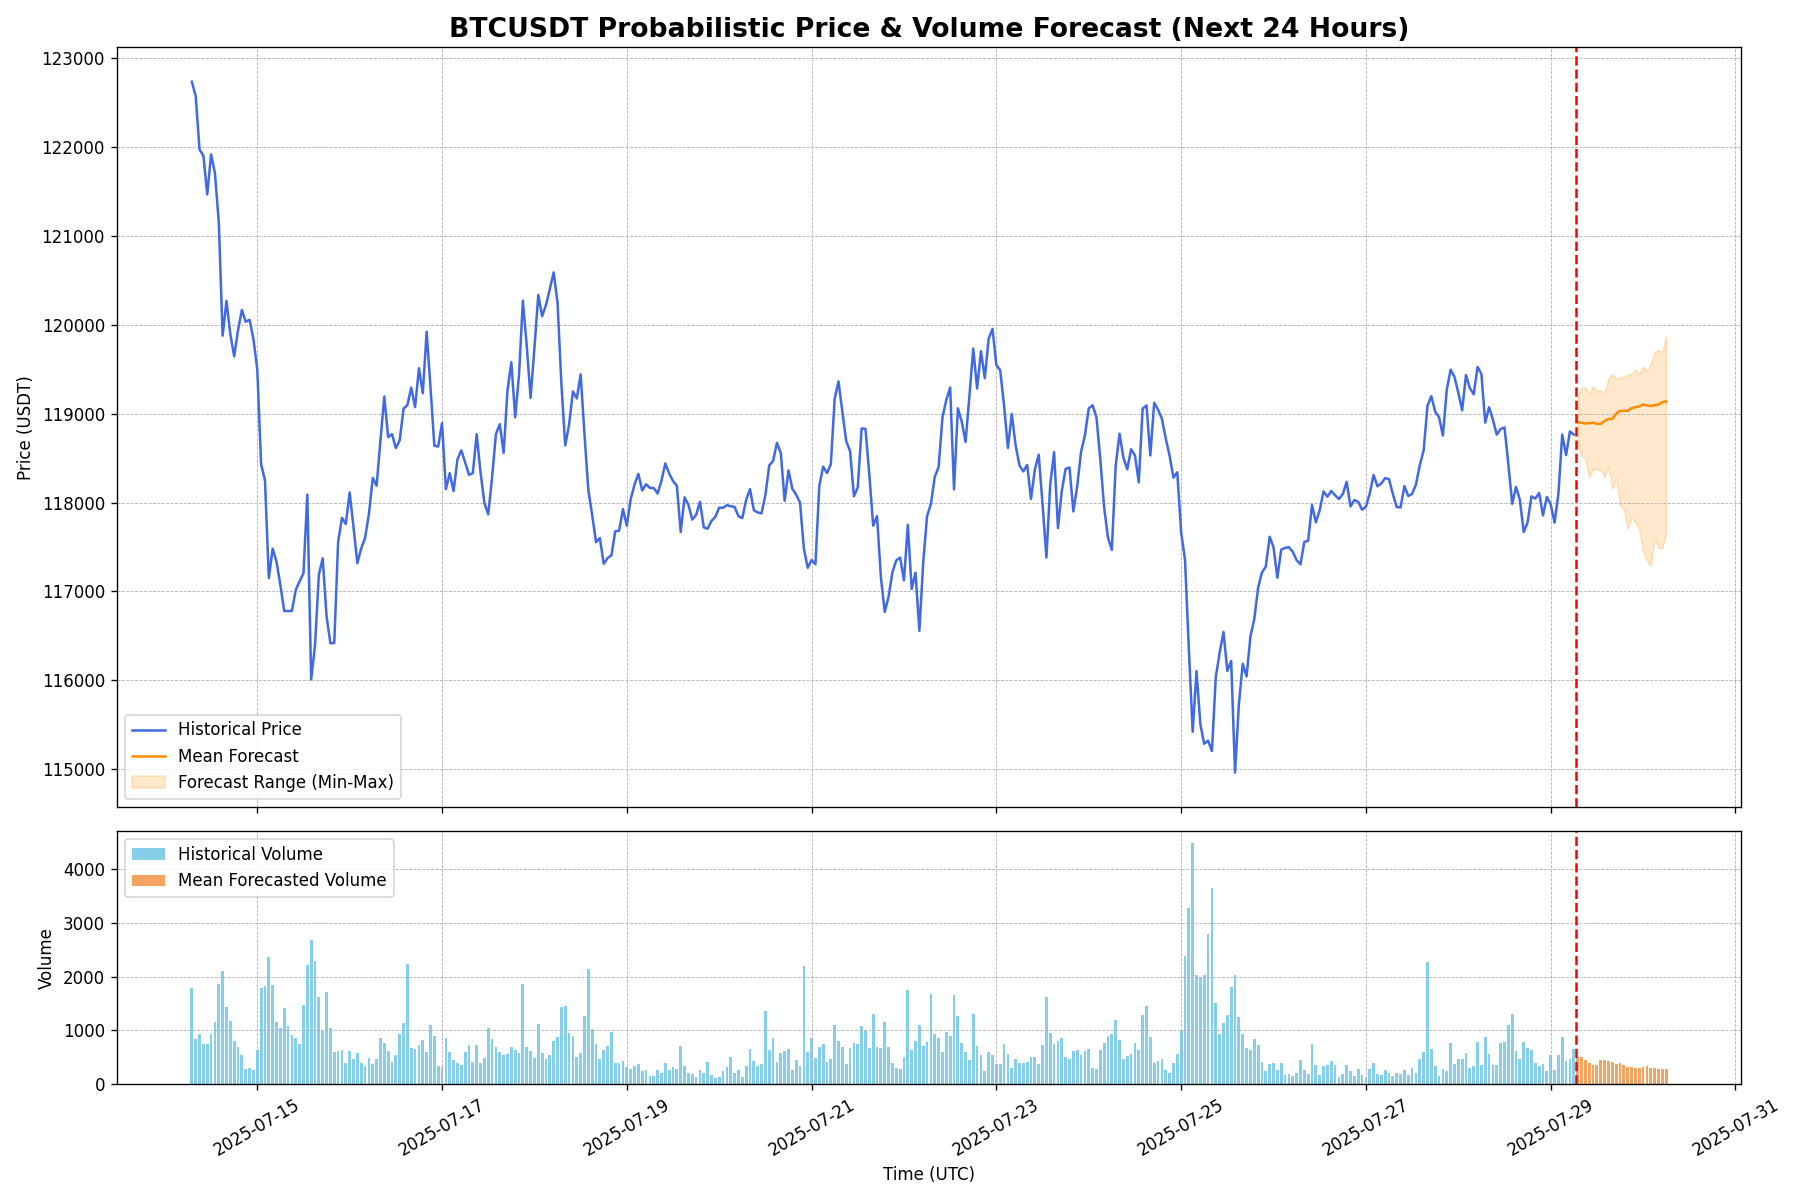 BTCUSDT Probabilistic Price & Volume Forecast (Next 24 Hours)
123000
122000
121000
120000
119000
118000
117000
116000
115000
Price (USDT)
Historical Price
Mean Forecast
Forecast Range (Min-Max)
4000
3000
2000
1000
0
Volume
Historical Volume
Mean Forecasted Volume
2025-07-15
2025-07-17
2025-07-19
2025-07-21
2025-07-23
2025-07-25
2025-07-27
2025-07-29
2025-07-31
Time (UTC)